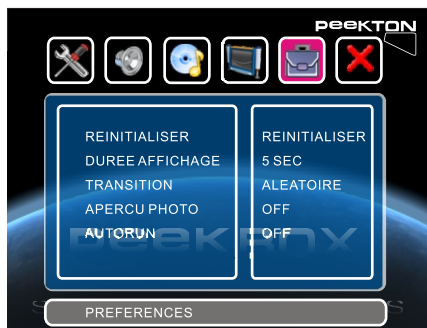 PEEKTON
REINITIALISER REINITIALISER
DUREE AFFICHAGE 5 SEC
TRANSITION ALEATOIRE
APERCU PHOTO OFF
AUTORUN OFF
PREFERENCES